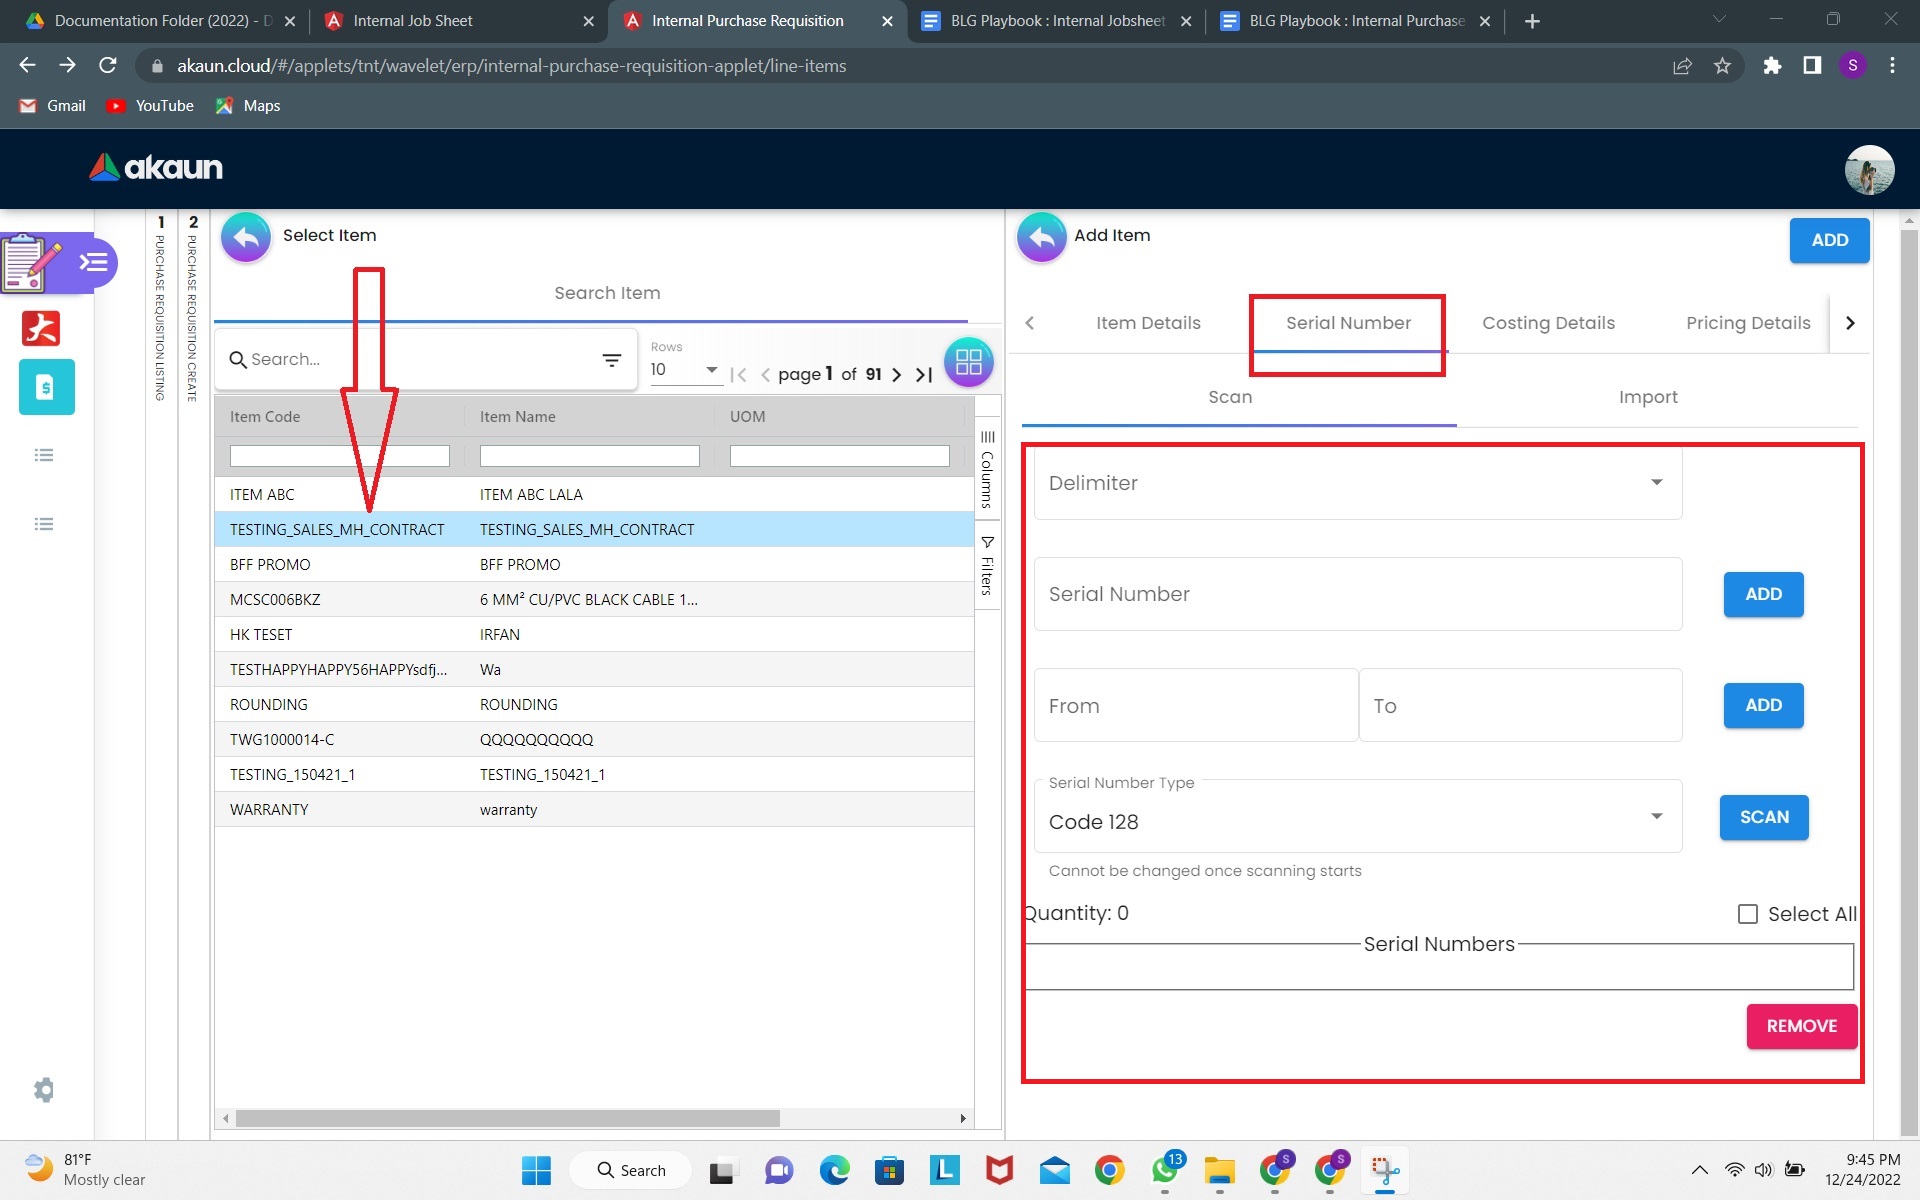 Documentation Folder (2022) - D
Internal Job Sheet
Internal Purchase Requisition
BLG Playbook : Internal Jobsheet
BLG Playbook : Internal Purchase
akaun.cloud/#/applets/tnt/wavelet/erp/internal-purchase-requisition-applet/line-items
S
Gmail
YouTube
Maps
akaun
1
PURCHASE REQUISITION LISTING
2
PURCHASE REQUISITION CREATE
Select Item
Search Item
Search...
Rows
10
page 1 of 91
Item Code Item Name UOM
ITEM ABC ITEM ABC LALA
TESTING_SALES_MH_CONTRACT TESTING_SALES_MH_CONTRACT
BFF PROMO BFF PROMO
MCSC006BKZ 6 MM² CU/PVC BLACK CABLE 1...
HK TESET IRFAN
TESTHAPPYHAPPY56HAPPYsdfj... Wa
ROUNDING ROUNDING
TWG1000014-C QQQQQQQQQQ
TESTING_150421_1 TESTING_150421_1
WARRANTY warranty
Columns
Filters
Add Item
ADD
Item Details Serial Number Costing Details Pricing Details
Scan Import
Delimiter
Serial Number
ADD
From To
ADD
Serial Number Type
Code 128
SCAN
Cannot be changed once scanning starts
Quantity: 0
Select All
Serial Numbers
REMOVE
81°F
Mostly clear
Search
L
13
S
S
9:45 PM
12/24/2022